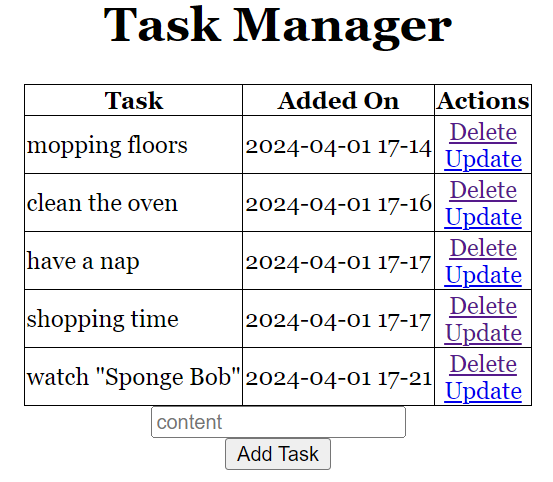 Task Manager
Task Added On Actions
mopping floors 2024-04-01 17-14 Delete
Update
clean the oven 2024-04-01 17-16 Delete
Update
have a nap 2024-04-01 17-17 Delete
Update
shopping time 2024-04-01 17-17 Delete
Update
watch "Sponge Bob" 2024-04-01 17-21 Delete
Update
content
Add Task